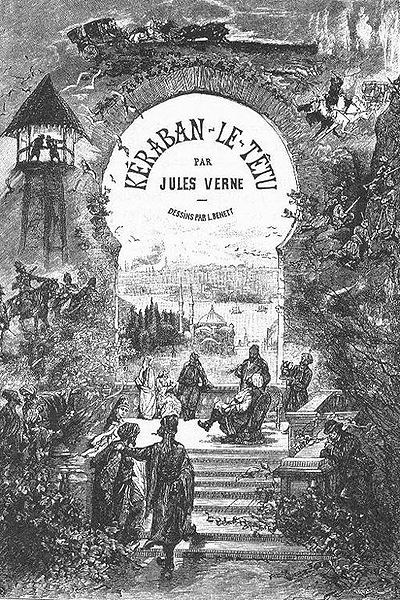 KÉRABAN-LE-TÊTU
PAR
JULES VERNE
DESSINS PAR L. BENETT